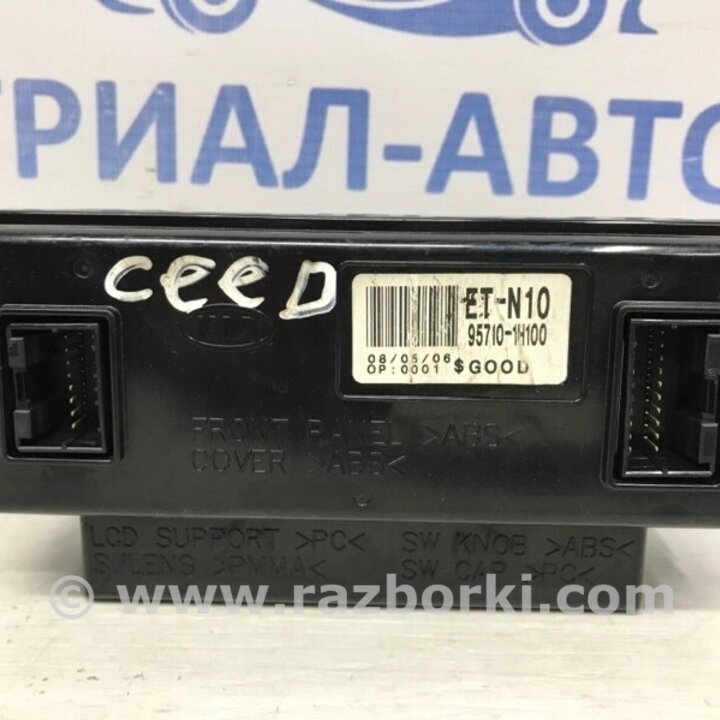 ТРИАЛ-АВТО
CEED
ET-N10
95710-1H100
08/05/06
OP:0001 $GOOD
FRONT PANEL >ABS<
COVER >ABS<
LCD SUPPORT >PC< SW KNOB >ABS<
S/LENS >PMMA< SW CAP >PC<
© www.razborki.com